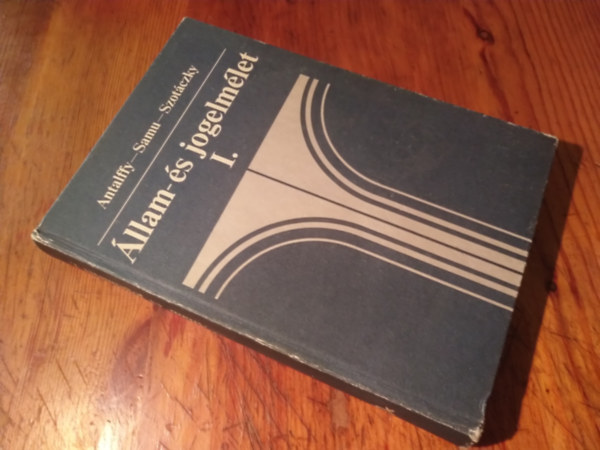 Antalffy – Samu – Szotáczky
Állam- és jogelmélet
I.